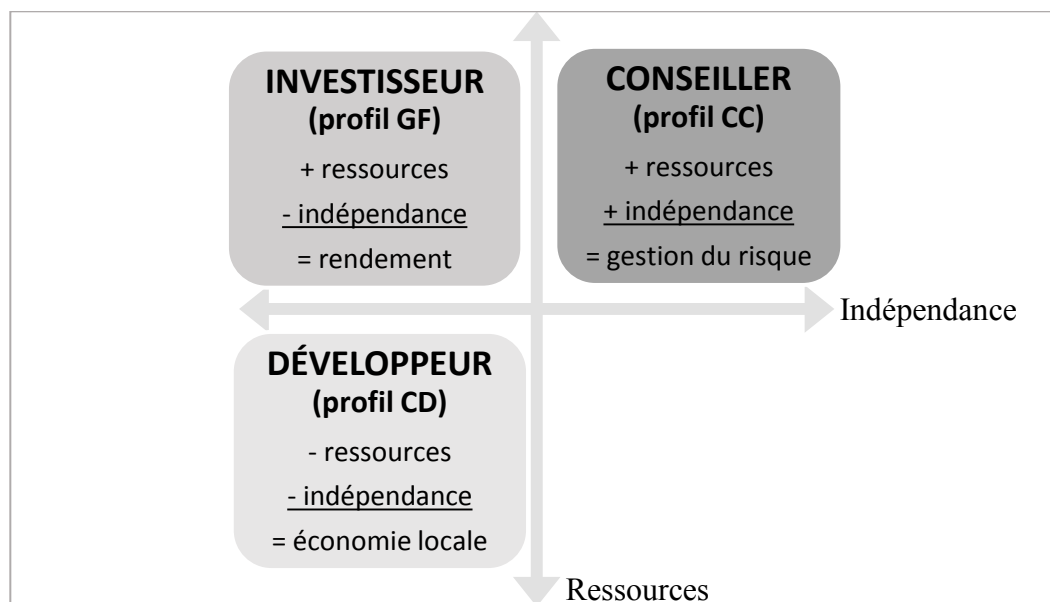 INVESTISSEUR
(profil GF)
+ ressources
- indépendance
= rendement
CONSEILLER
(profil CC)
+ ressources
+ indépendance
= gestion du risque
Indépendance
DÉVELOPPEUR
(profil CD)
- ressources
- indépendance
= économie locale
Ressources